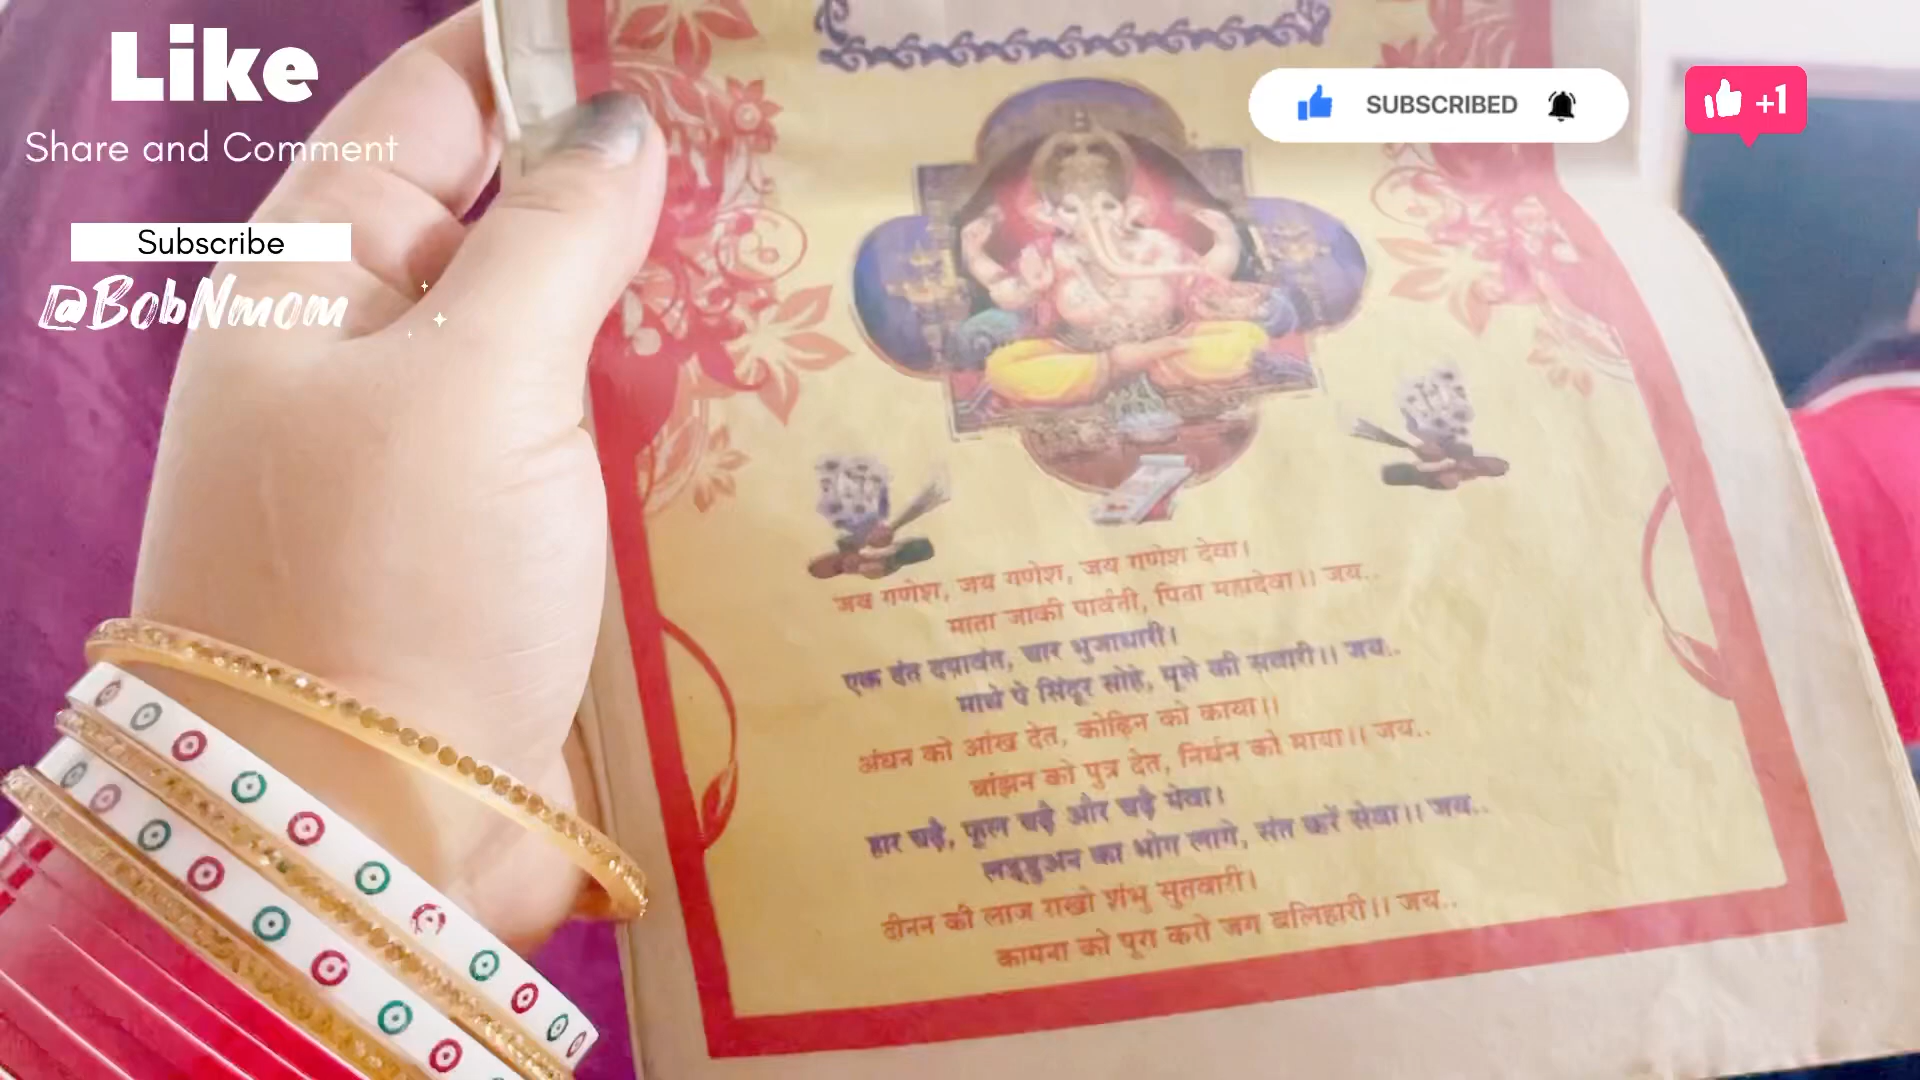 Like
Share and Comment
Subscribe
@BobNmom
SUBSCRIBED
+1
जय गणेश, जय गणेश, जय गणेश देवा।
माता जाकी पार्वती, पिता महादेवा।। जय..
एक दंत दयावंत, चार भुजाधारी।
माथे पे सिंदूर सोहे, मूसे की सवारी।। जय..
अंधन को आंख देत, कोढ़िन को काया।।
बांझन को पुत्र देत, निर्धन को माया।। जय..
हार चढ़ै, फूल चढ़ै और चढ़ै मेवा।
लड्डुअन का भोग लागे, संत करें सेवा।। जय..
दीनन की लाज राखो शंभु सुतवारी।
कामना को पूरा करो जग बलिहारी।। जय..